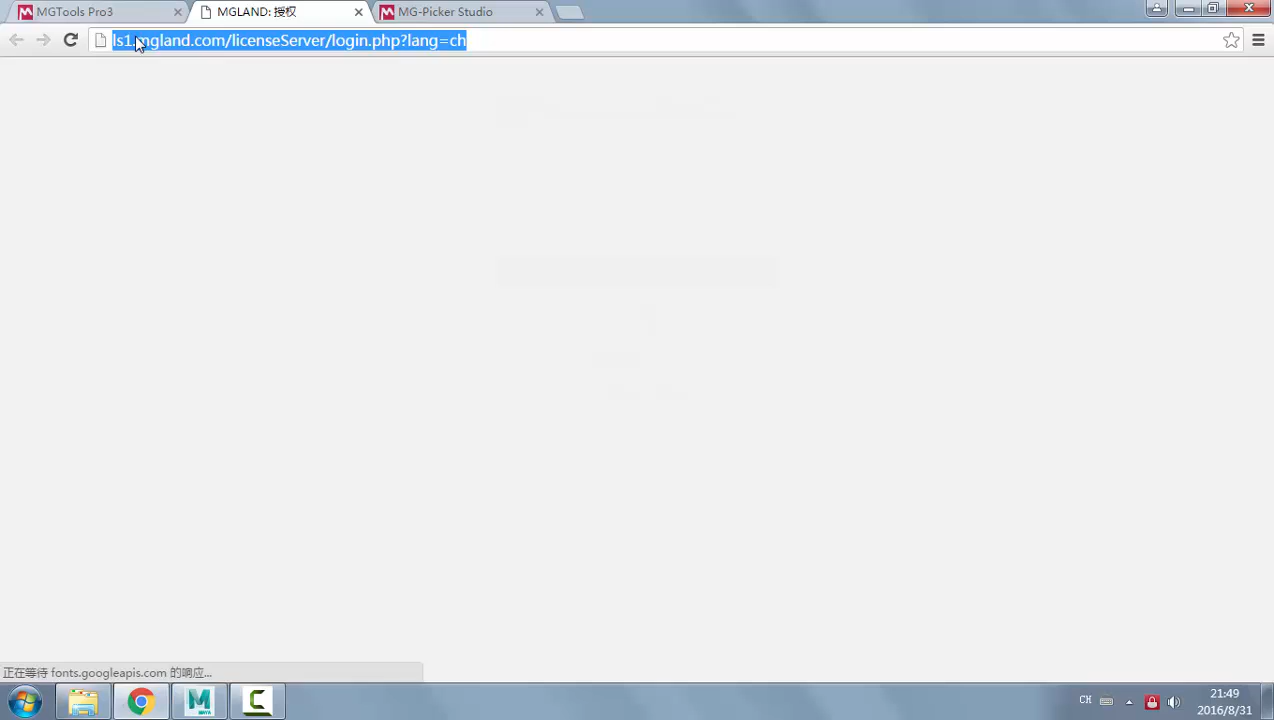 MGTools Pro3
MGLAND: 授权
MG-Picker Studio
ls1.mgland.com/licenseServer/login.php?lang=ch
正在等待 fonts.googleapis.com 的响应...
CH
21:49
2016/8/31